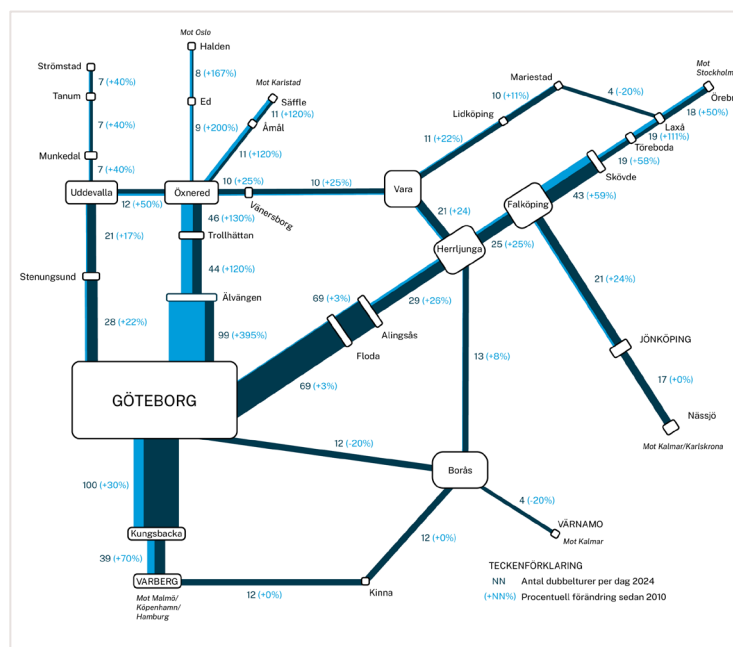 Mot Oslo
Halden
8 (+167%)
Ed
9 (+200%)
Strömstad
7 (+40%)
Tanum
7 (+40%)
Munkedal
7 (+40%)
Mot Karlstad
Säffle
11 (+120%)
Åmål
11 (+120%)
Mariestad
10 (+11%)
Lidköping
11 (+22%)
4 (-20%)
Mot
Stockholm
Örebro
18 (+50%)
Laxå
19 (+111%)
Töreboda
19 (+58%)
Skövde
43 (+59%)
Falköping
25 (+25%)
Uddevalla
12 (+50%)
Öxnered
10 (+25%)
Vänersborg
10 (+25%)
Vara
21 (+24)
Herrljunga
46 (+130%)
Trollhättan
44 (+120%)
Älvängen
99 (+395%)
21 (+17%)
Stenungsund
28 (+22%)
69 (+3%)
29 (+26%)
Alingsås
Floda
69 (+3%)
21 (+24%)
JÖNKÖPING
17 (+0%)
Nässjö
Mot Kalmar/Karlskrona
13 (+8%)
GÖTEBORG
12 (-20%)
Borås
4 (-20%)
VÄRNAMO
Mot Kalmar
100 (+30%)
Kungsbacka
39 (+70%)
VARBERG
Mot Malmö/
Köpenhamn/
Hamburg
12 (+0%)
Kinna
12 (+0%)
TECKENFÖRKLARING
NN Antal dubbelturer per dag 2024
(+NN%) Procentuell förändring sedan 2010